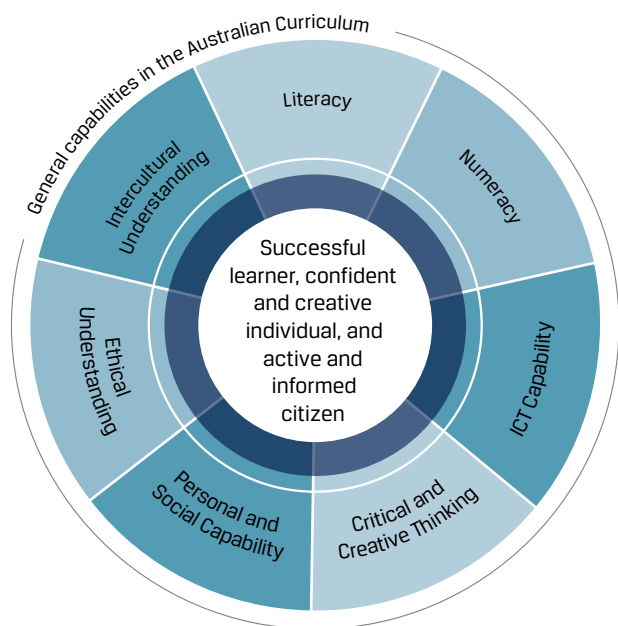 General capabilities in the Australian Curriculum
Literacy
Numeracy
ICT Capability
Critical and
Creative Thinking
Personal and
Social Capability
Ethical
Understanding
Intercultural
Understanding
Successful
learner, confident
and creative
individual, and
active and
informed
citizen